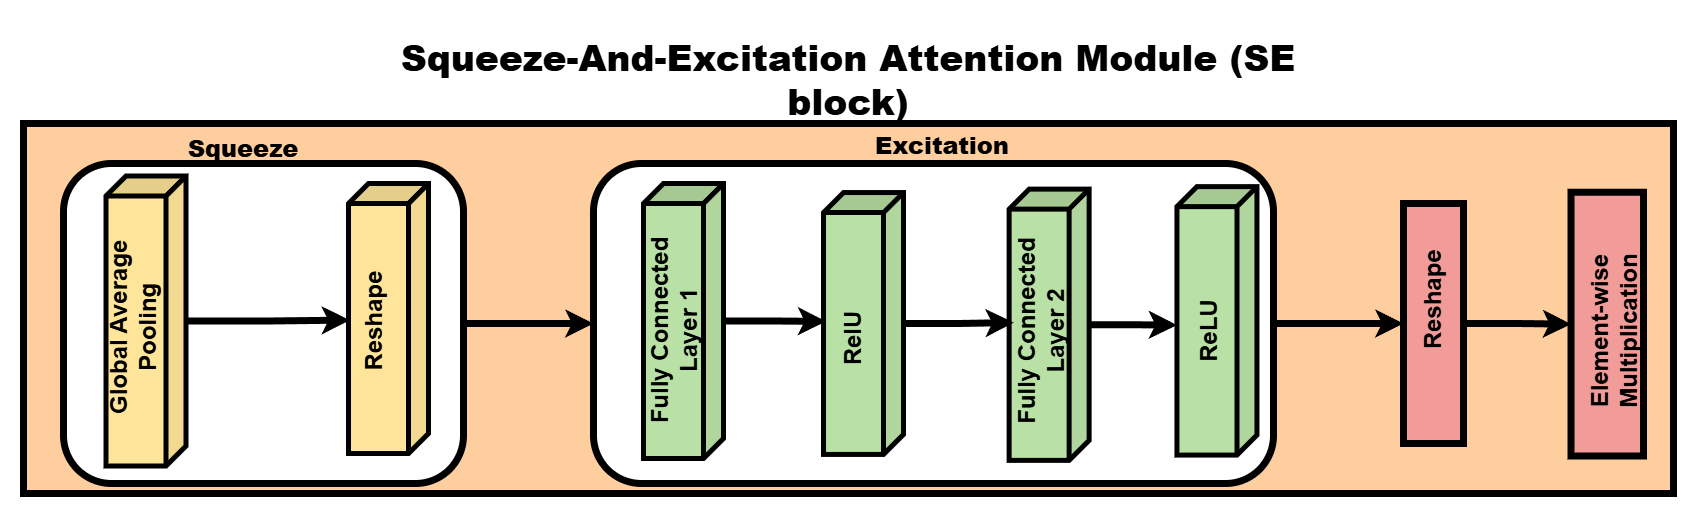 Squeeze-And-Excitation Attention Module (SE
block)
Squeeze
Excitation
Global Average
Pooling
Reshape
Fully Connected
Layer 1
RelU
Fully Connected
Layer 2
ReLU
Reshape
Element-wise
Multiplication